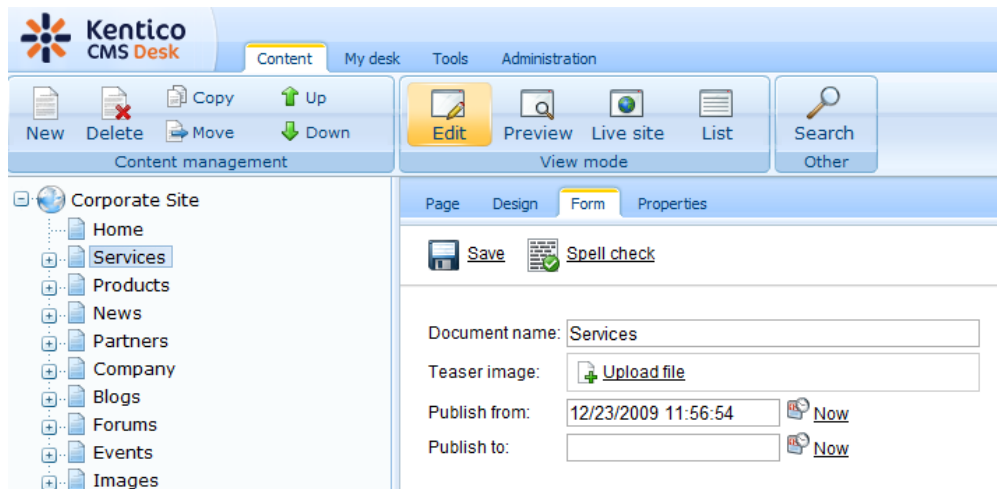 Kentico
CMS Desk
Content My desk Tools Administration
New Delete Copy Move Up Down
Content management
Edit Preview Live site List
View mode
Search
Other
Corporate Site
Home
Services
Products
News
Partners
Company
Blogs
Forums
Events
Images
Page Design Form Properties
Save Spell check
Document name: Services
Teaser image: Upload file
Publish from: 12/23/2009 11:56:54 Now
Publish to: Now